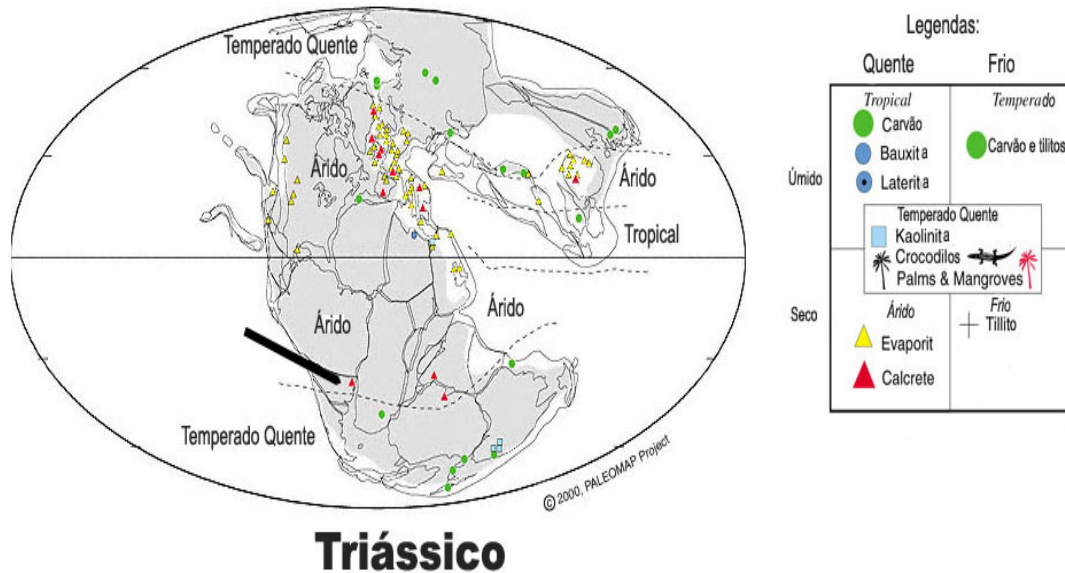 Temperado Quente
Árido
Árido
Tropical
Árido
Árido
Temperado Quente
© 2000, PALEOMAP Project
Triássico
Legendas:
Quente Frio
Tropical
Carvão
Bauxita
Laterita
Temperado
Carvão e tilitos
Úmido
Temperado Quente
Kaolinita
Crocodilos
Palms & Mangroves
Seco
Árido
Evaporit
Calcrete
Frio
Tillito